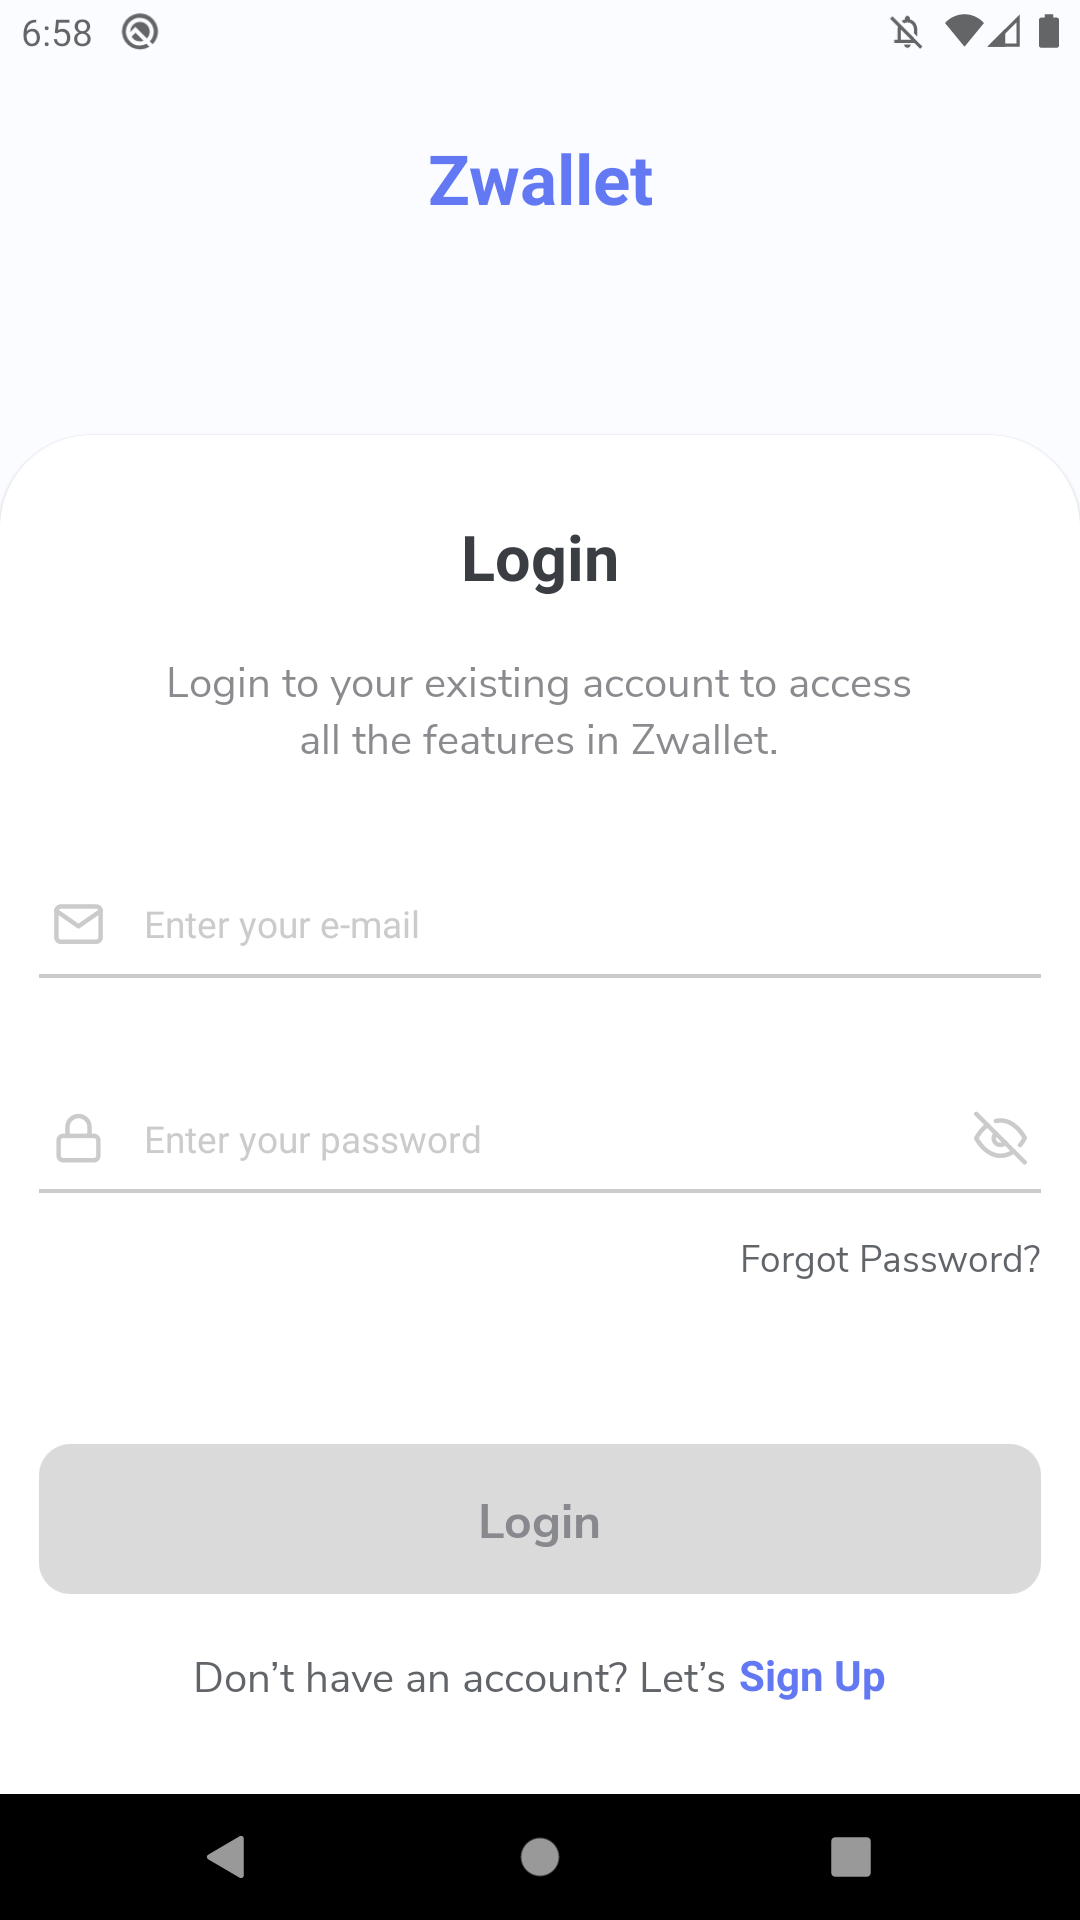 6:58
Zwallet
Login
Login to your existing account to access
all the features in Zwallet.
Enter your e-mail
Enter your password
Forgot Password?
Login
Don’t have an account? Let’s Sign Up